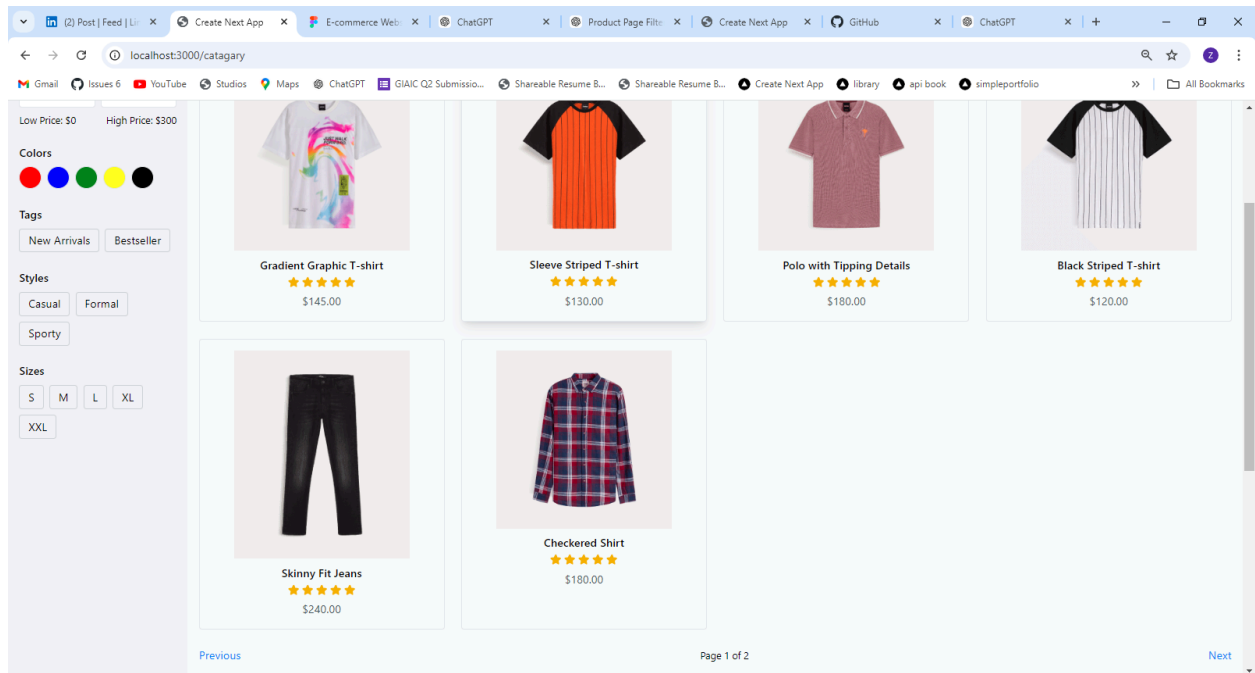 (2) Post | Feed | Li
Create Next App
E-commerce Web
ChatGPT
Product Page Filte
Create Next App
GitHub
ChatGPT
localhost:3000/catagary
Z
Gmail
Issues 6
YouTube
Studios
Maps
ChatGPT
GIAIC Q2 Submissio...
Shareable Resume B...
Shareable Resume B...
Create Next App
library
api book
simpleportfolio
All Bookmarks
Low Price: $0 High Price: $300
Colors
Tags
New Arrivals Bestseller
Styles
Casual Formal
Sporty
Sizes
S M L XL
XXL
Gradient Graphic T-shirt
$145.00
Sleeve Striped T-shirt
$130.00
Polo with Tipping Details
$180.00
Black Striped T-shirt
$120.00
Skinny Fit Jeans
$240.00
Checkered Shirt
$180.00
Previous Page 1 of 2 Next